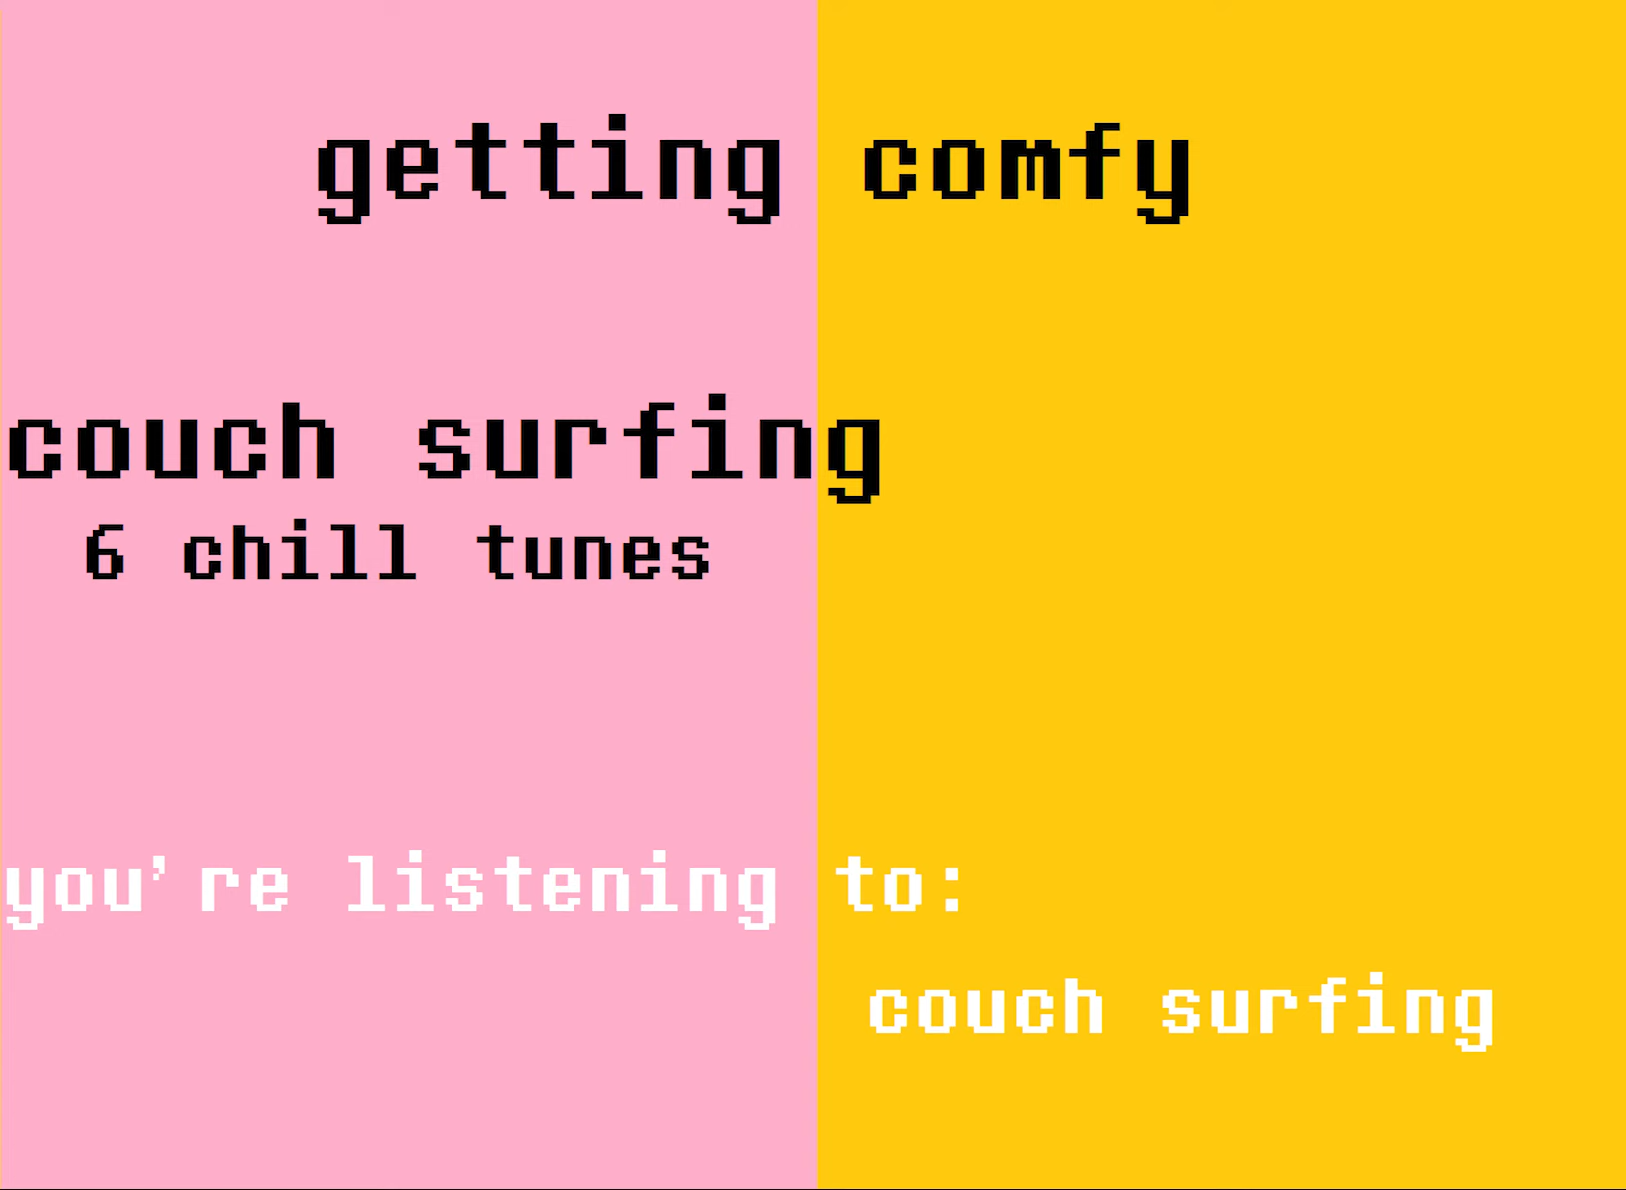 getting comfy
couch surfing
6 chill tunes
you're listening to:
couch surfing